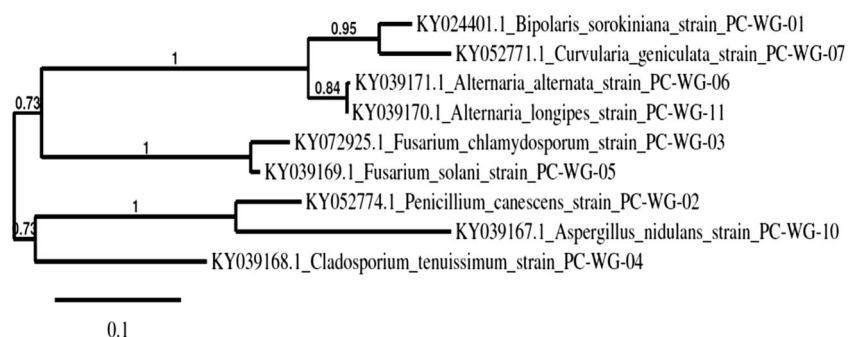 0.95
KY024401.1_Bipolaris_sorokiniana_strain_PC-WG-01
1
KY052771.1_Curvularia_geniculata_strain_PC-WG-07
0.84
KY039171.1_Alternaria_alternata_strain_PC-WG-06
0.73
KY039170.1_Alternaria_longipes_strain_PC-WG-11
1
KY072925.1_Fusarium_chlamydosporum_strain_PC-WG-03
KY039169.1_Fusarium_solani_strain_PC-WG-05
1
KY052774.1_Penicillium_canescens_strain_PC-WG-02
0.73
KY039167.1_Aspergillus_nidulans_strain_PC-WG-10
KY039168.1_Cladosporium_tenuissimum_strain_PC-WG-04
0.1